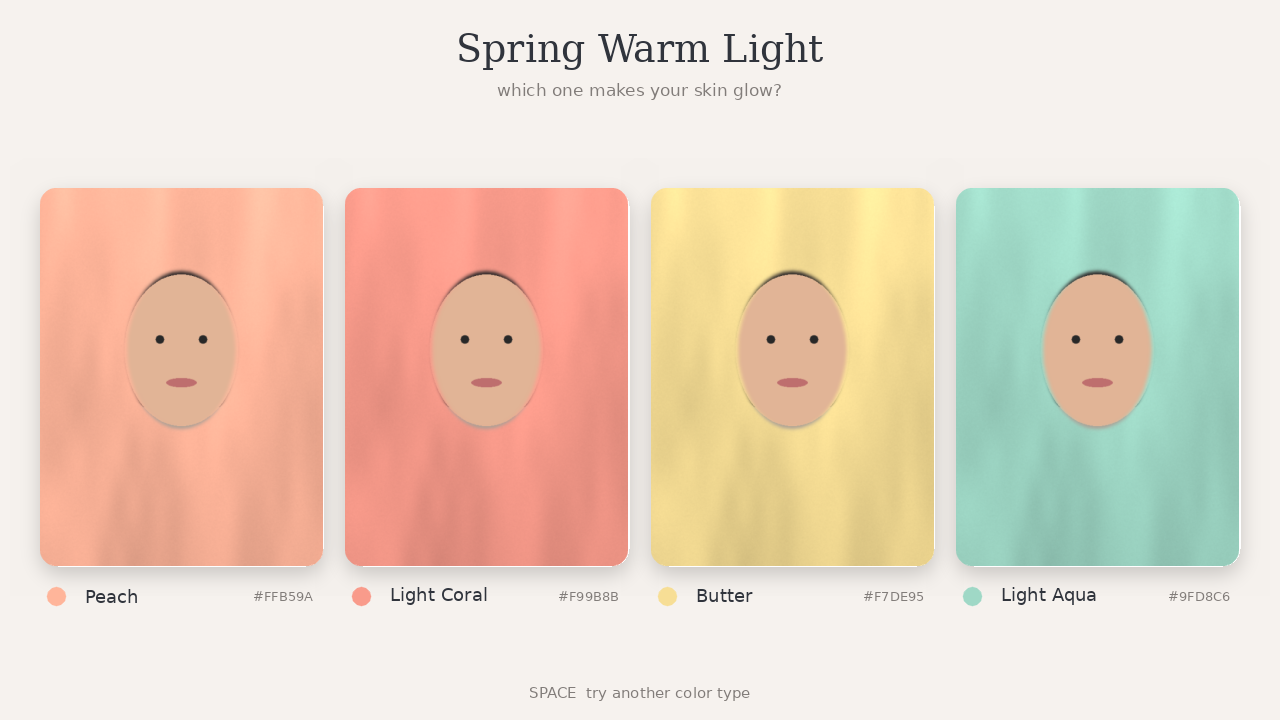 Spring Warm Light
which one makes your skin glow?
Peach #FFB59A
Light Coral #F99B8B
Butter #F7DE95
Light Aqua #9FD8C6
SPACE try another color type